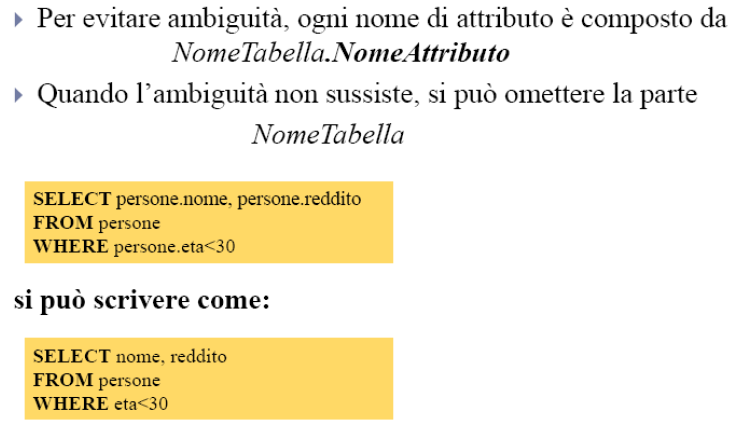 Per evitare ambiguità, ogni nome di attributo è composto da
NomeTabella.NomeAttributo
Quando l'ambiguità non sussiste, si può omettere la parte
NomeTabella
SELECT persone.nome, persone.reddito
FROM persone
WHERE persone.eta<30
si può scrivere come:
SELECT nome, reddito
FROM persone
WHERE eta<30